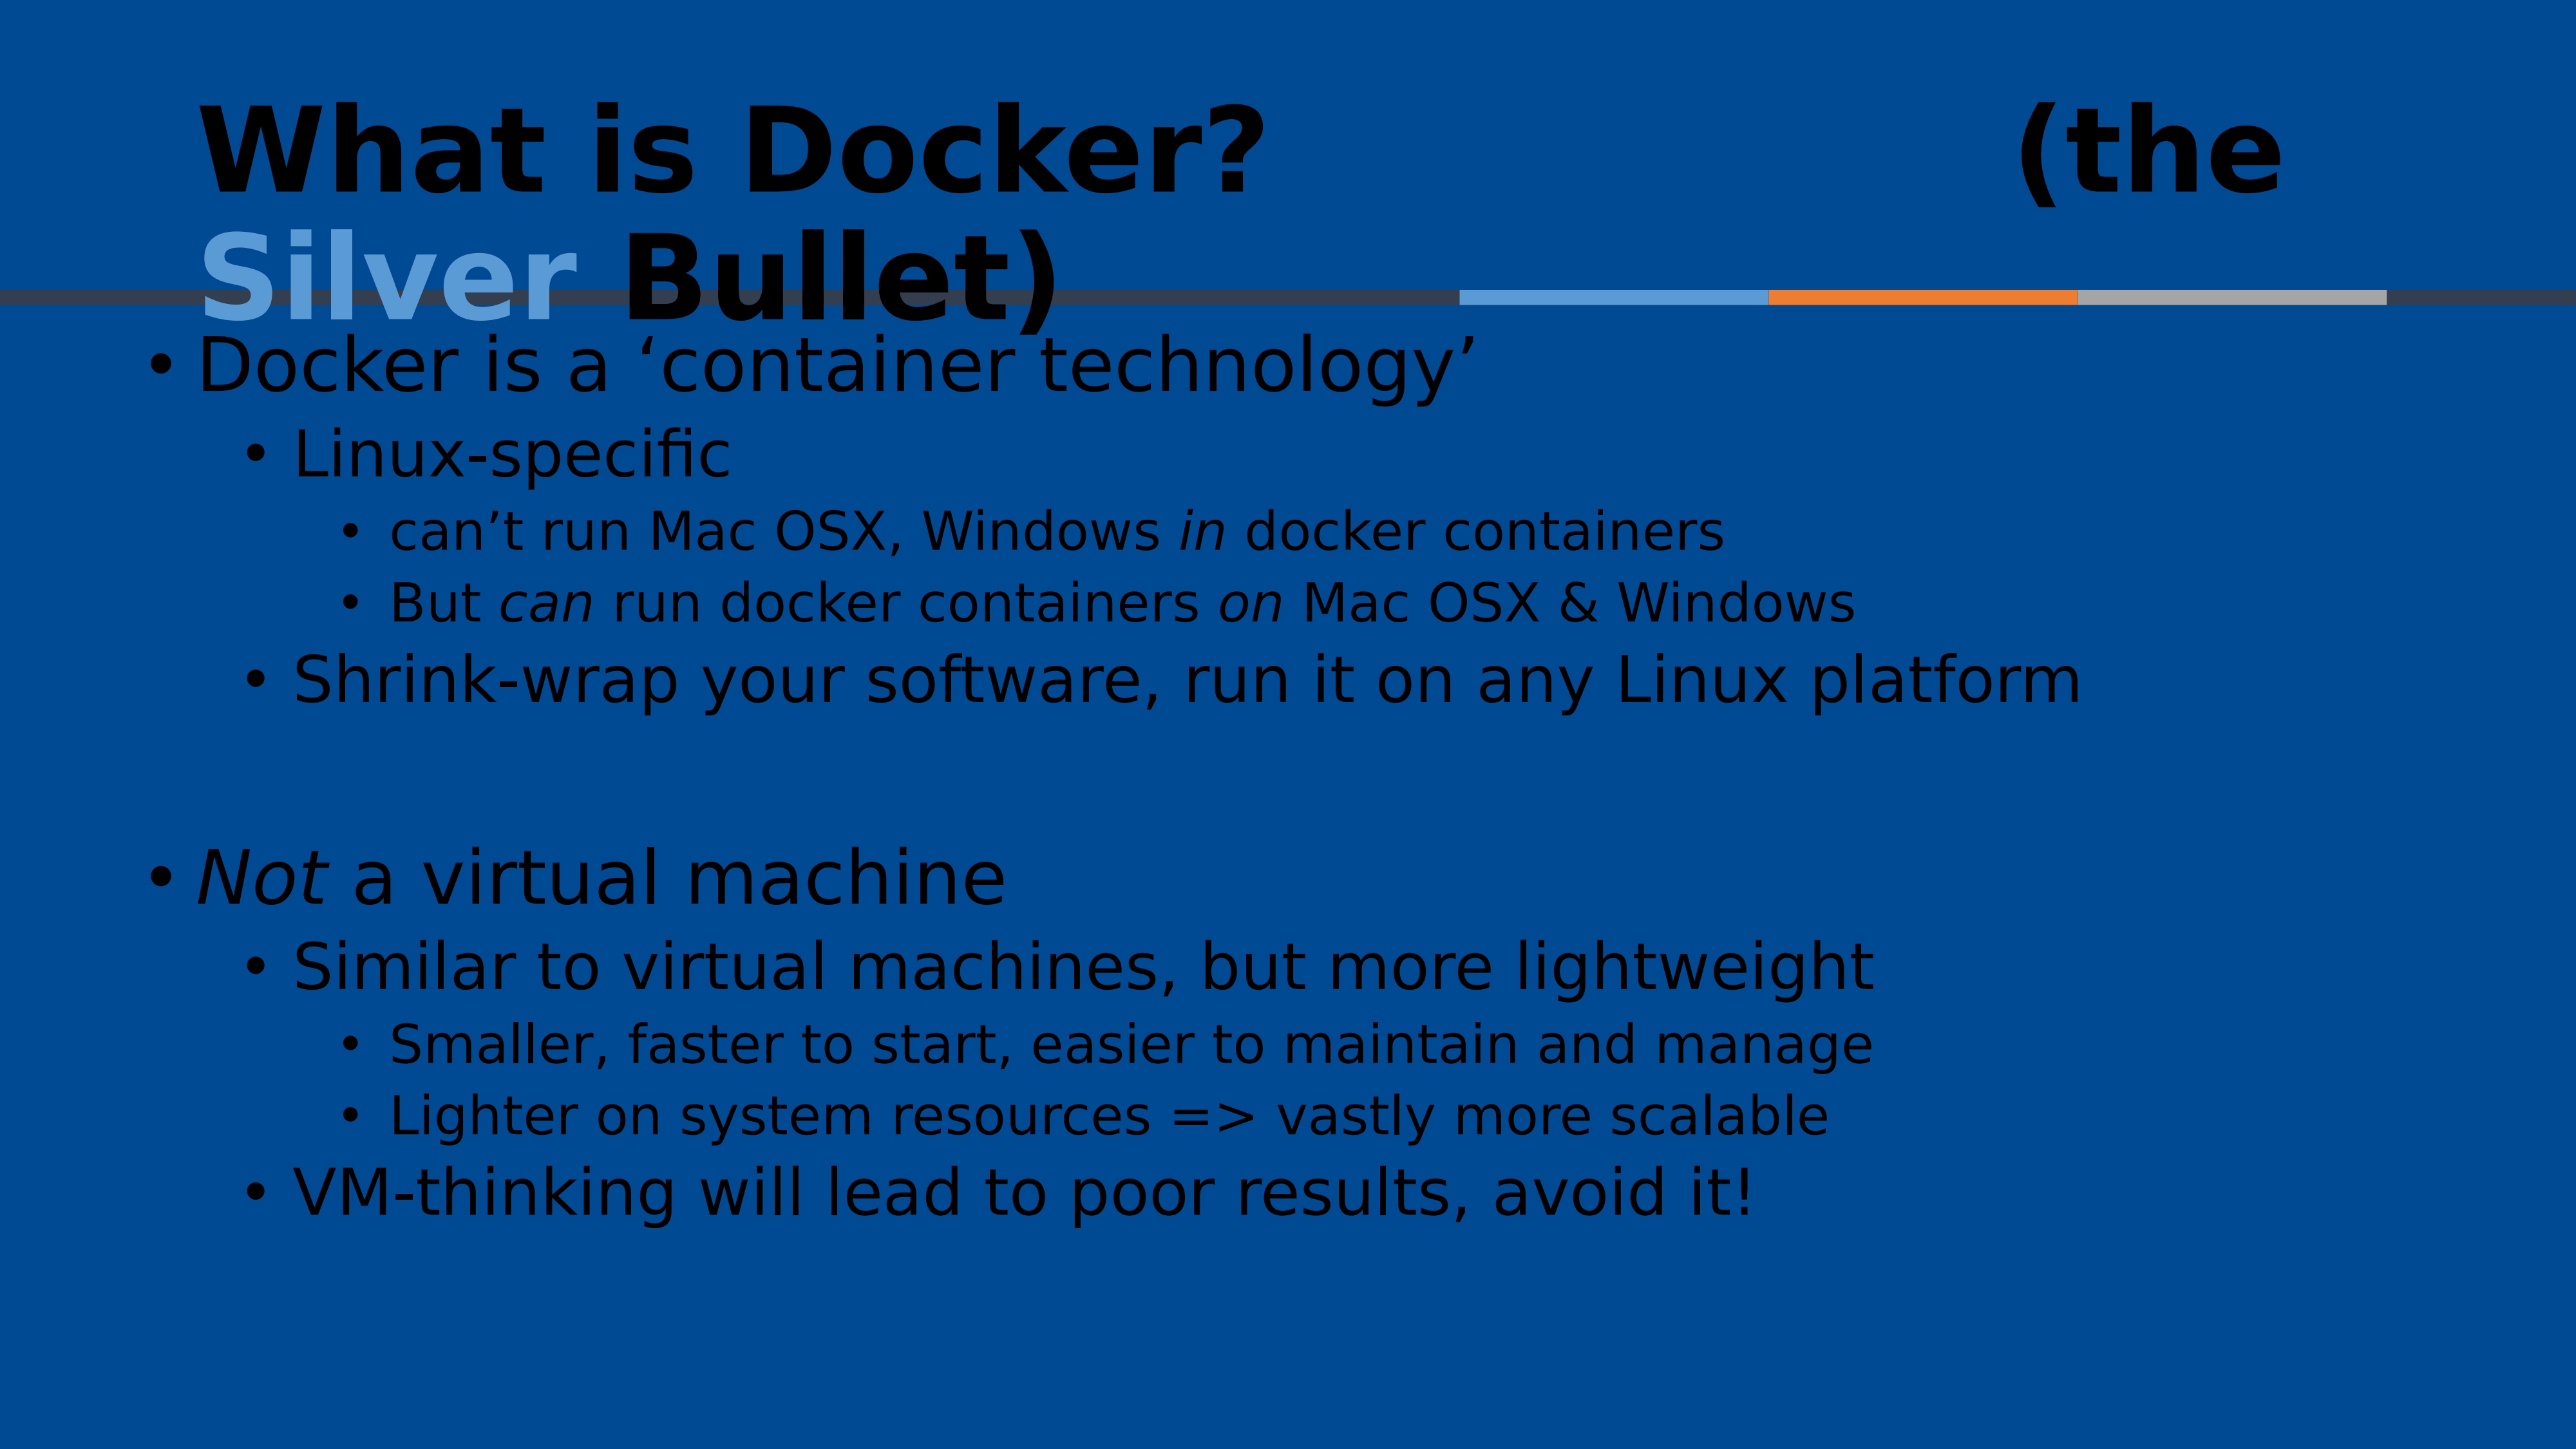 What is Docker? (the
Silver Bullet)
• Docker is a ‘container technology’
• Linux-specific
• can’t run Mac OSX, Windows in docker containers
• But can run docker containers on Mac OSX & Windows
• Shrink-wrap your software, run it on any Linux platform
• Not a virtual machine
• Similar to virtual machines, but more lightweight
• Smaller, faster to start, easier to maintain and manage
• Lighter on system resources => vastly more scalable
• VM-thinking will lead to poor results, avoid it!